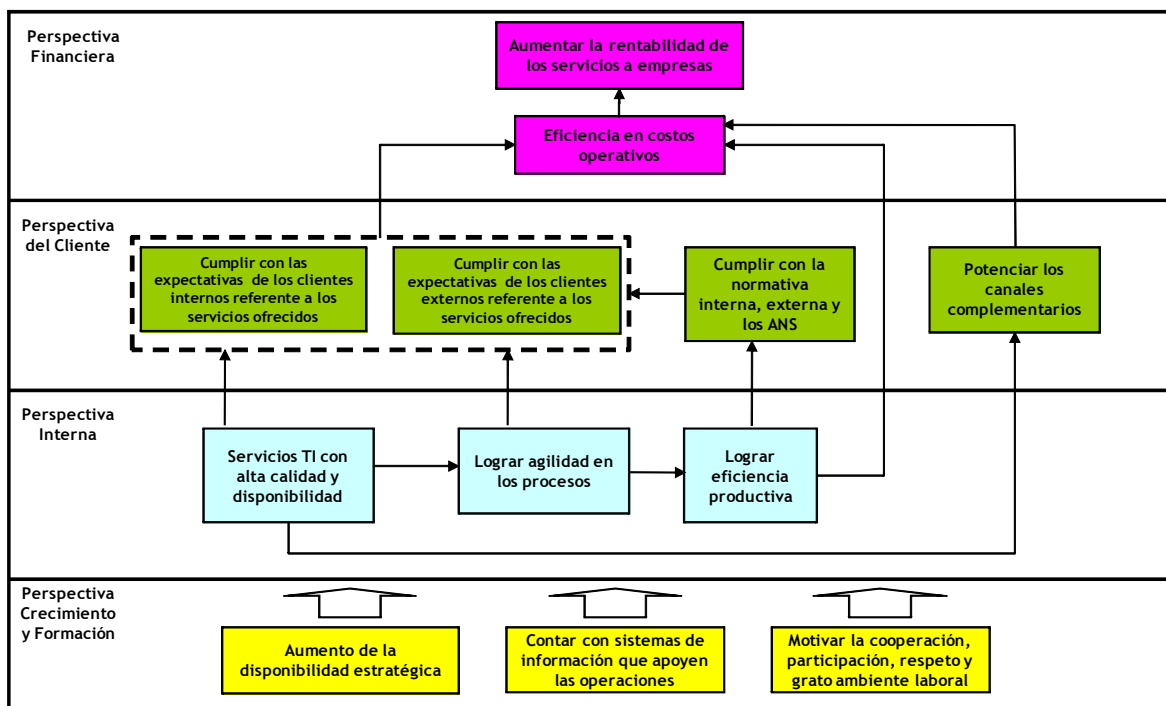 Perspectiva
Financiera
Aumentar la rentabilidad de
los servicios a empresas
Eficiencia en costos
operativos
Perspectiva
del Cliente
Cumplir con las
expectativas de los clientes
internos referente a los
servicios ofrecidos
Cumplir con las
expectativas de los clientes
externos referente a los
servicios ofrecidos
Cumplir con la
normativa
interna, externa y
los ANS
Potenciar los
canales
complementarios
Perspectiva
Interna
Servicios TI con
alta calidad y
disponibilidad
Lograr agilidad en
los procesos
Lograr
eficiencia
productiva
Perspectiva
Crecimiento
y Formación
Aumento de la
disponibilidad estratégica
Contar con sistemas de
información que apoyen
las operaciones
Motivar la cooperación,
participación, respeto y
grato ambiente laboral